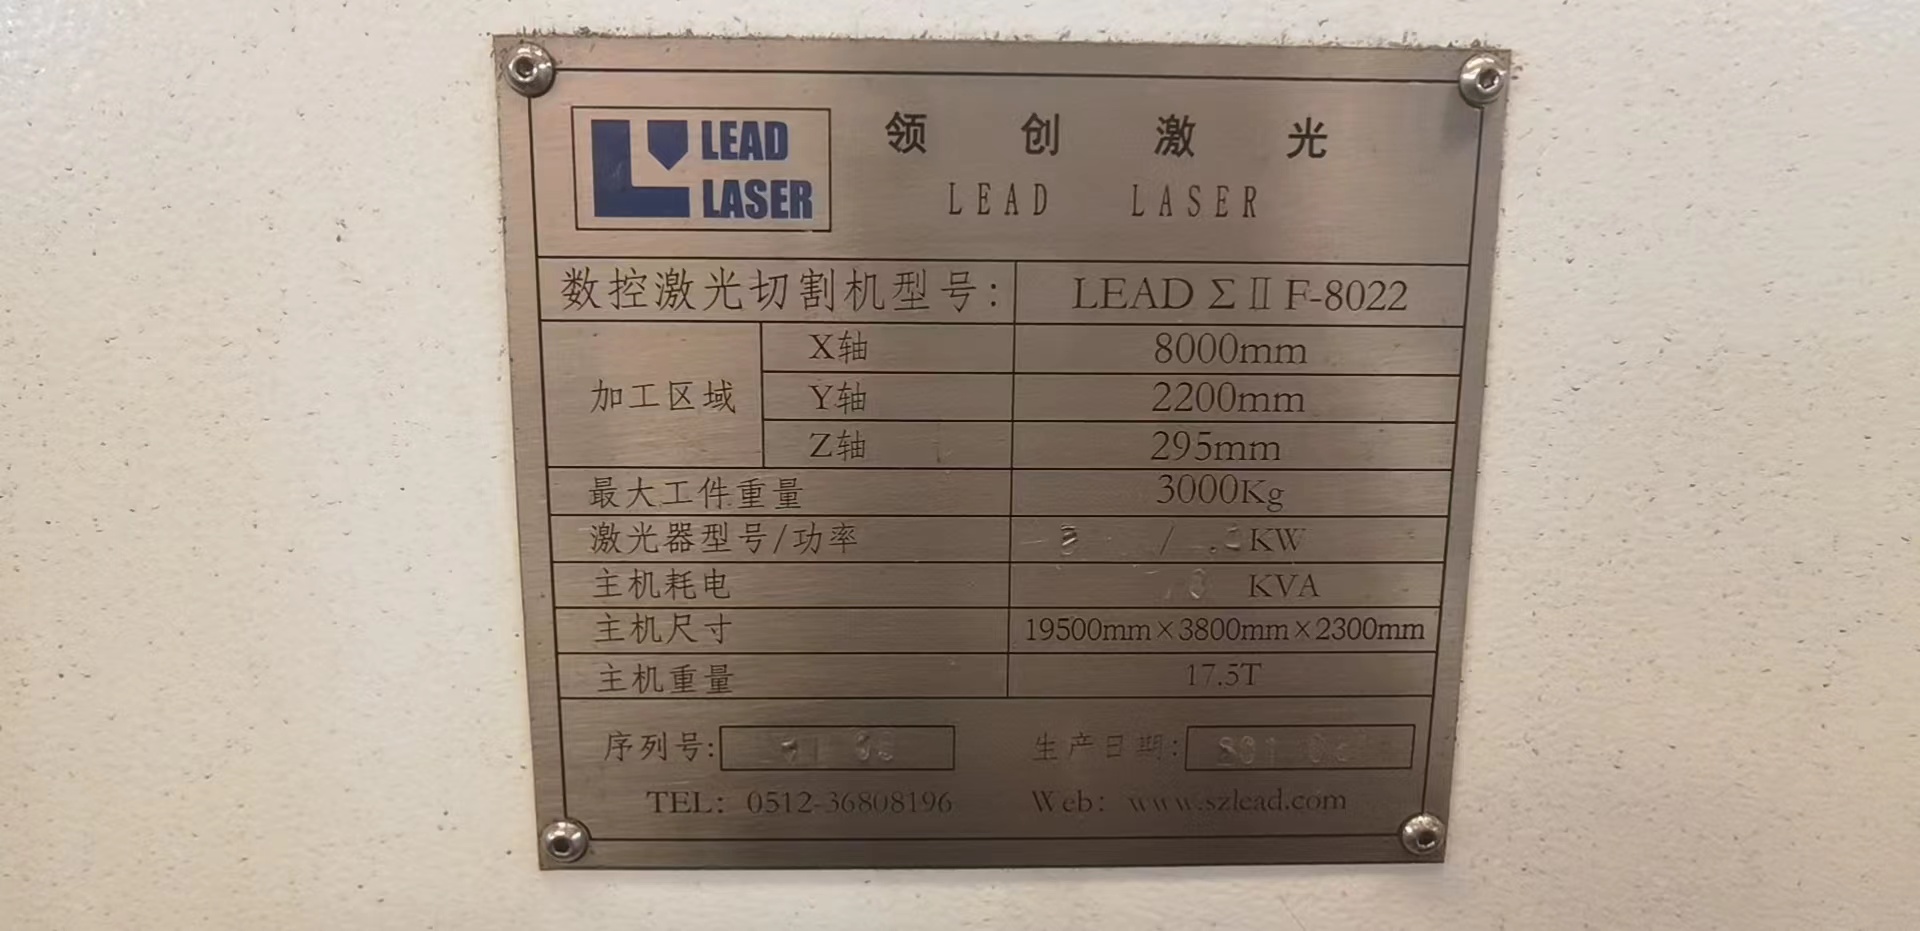 LEAD
LASER
领创激光
LEAD LASER
数控激光切割机型号: LEAD Σ Ⅱ F-8022
加工区域
X轴 8000mm
Y轴 2200mm
Z轴 295mm
最大工件重量 3000Kg
激光器型号/功率 / KW
主机耗电 KVA
主机尺寸 19500mm×3800mm×2300mm
主机重量 17.5T
序列号: 生产日期:
TEL: 0512-36808196 Web: www.szlead.com